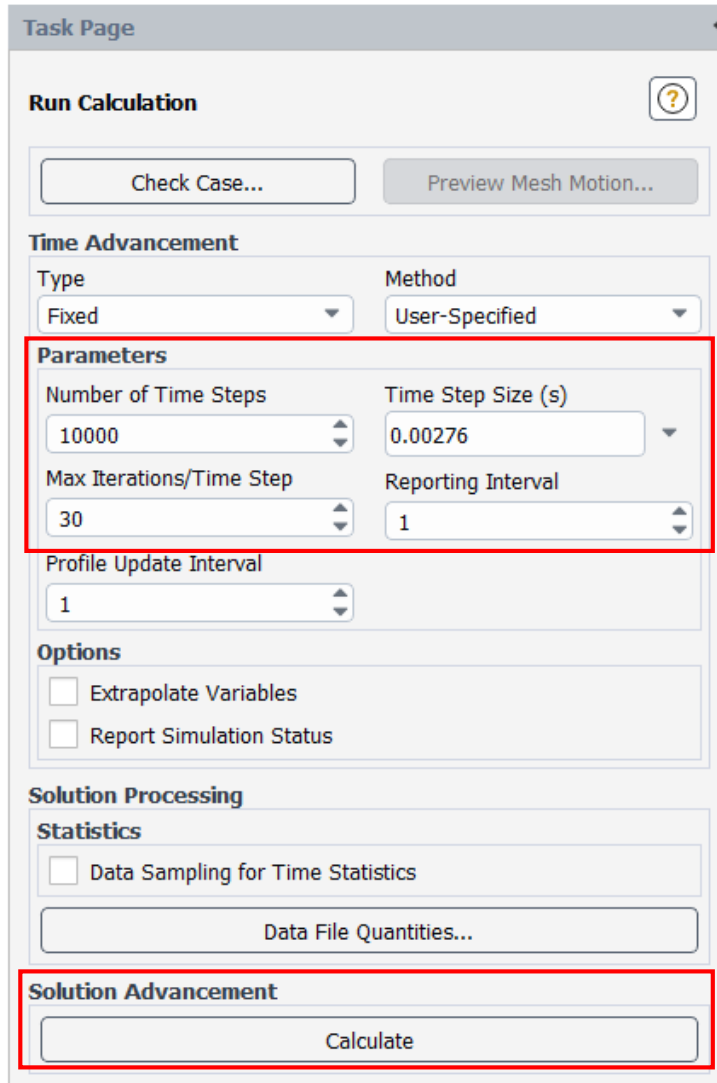 Task Page
Run Calculation
?
Check Case...
Preview Mesh Motion...
Time Advancement
Type
Method
Fixed
User-Specified
Parameters
Number of Time Steps
Time Step Size (s)
10000
0.00276
Max Iterations/Time Step
Reporting Interval
30
1
Profile Update Interval
1
Options
Extrapolate Variables
Report Simulation Status
Solution Processing
Statistics
Data Sampling for Time Statistics
Data File Quantities...
Solution Advancement
Calculate